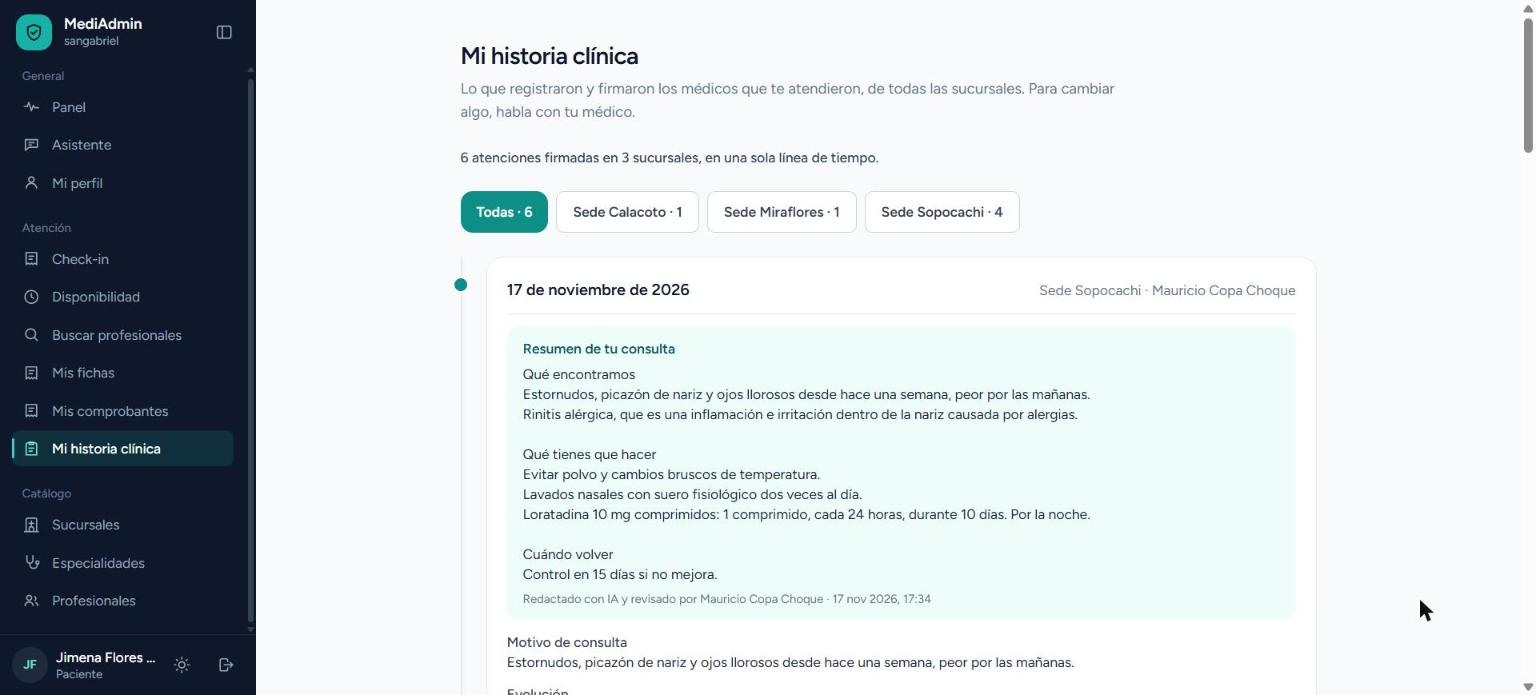 MediAdmin
sangabriel
General
Panel
Asistente
Mi perfil
Atención
Check-in
Disponibilidad
Buscar profesionales
Mis fichas
Mis comprobantes
Mi historia clínica
Catálogo
Sucursales
Especialidades
Profesionales
JF
Jimena Flores ...
Paciente
Mi historia clínica
Lo que registraron y firmaron los médicos que te atendieron, de todas las sucursales. Para cambiar
algo, habla con tu médico.
6 atenciones firmadas en 3 sucursales, en una sola línea de tiempo.
Todas · 6
Sede Calacoto · 1
Sede Miraflores · 1
Sede Sopocachi · 4
17 de noviembre de 2026
Sede Sopocachi · Mauricio Copa Choque
Resumen de tu consulta
Qué encontramos
Estornudos, picazón de nariz y ojos llorosos desde hace una semana, peor por las mañanas.
Rinitis alérgica, que es una inflamación e irritación dentro de la nariz causada por alergias.
Qué tienes que hacer
Evitar polvo y cambios bruscos de temperatura.
Lavados nasales con suero fisiológico dos veces al día.
Loratadina 10 mg comprimidos: 1 comprimido, cada 24 horas, durante 10 días. Por la noche.
Cuándo volver
Control en 15 días si no mejora.
Redactado con IA y revisado por Mauricio Copa Choque · 17 nov 2026, 17:34
Motivo de consulta
Estornudos, picazón de nariz y ojos llorosos desde hace una semana, peor por las mañanas.
Evolución